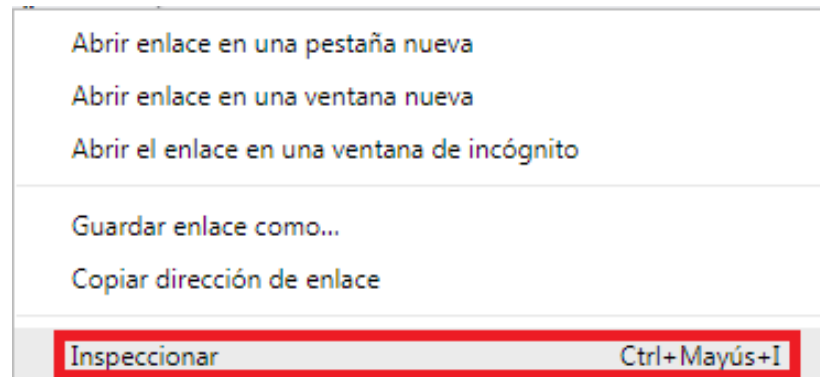 Abrir enlace en una pestaña nueva
Abrir enlace en una ventana nueva
Abrir el enlace en una ventana de incógnito
Guardar enlace como...
Copiar dirección de enlace
Inspeccionar Ctrl+Mayús+I